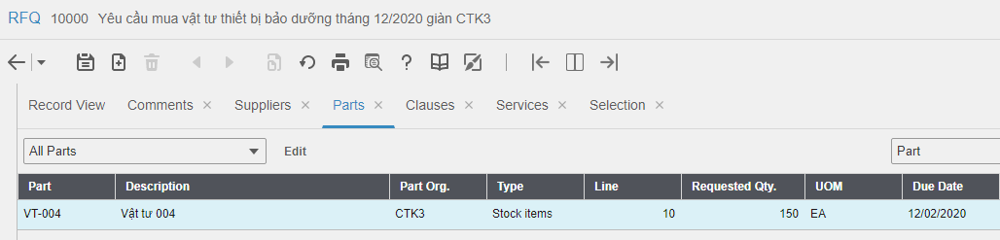 RFQ 10000 Yêu cầu mua vật tư thiết bị bảo dưỡng tháng 12/2020 giàn CTK3
Record View Comments × Suppliers × Parts × Clauses × Services × Selection ×
All Parts Edit Part
Part Description Part Org. Type Line Requested Qty. UOM Due Date
VT-004 Vật tư 004 CTK3 Stock items 10 150 EA 12/02/2020